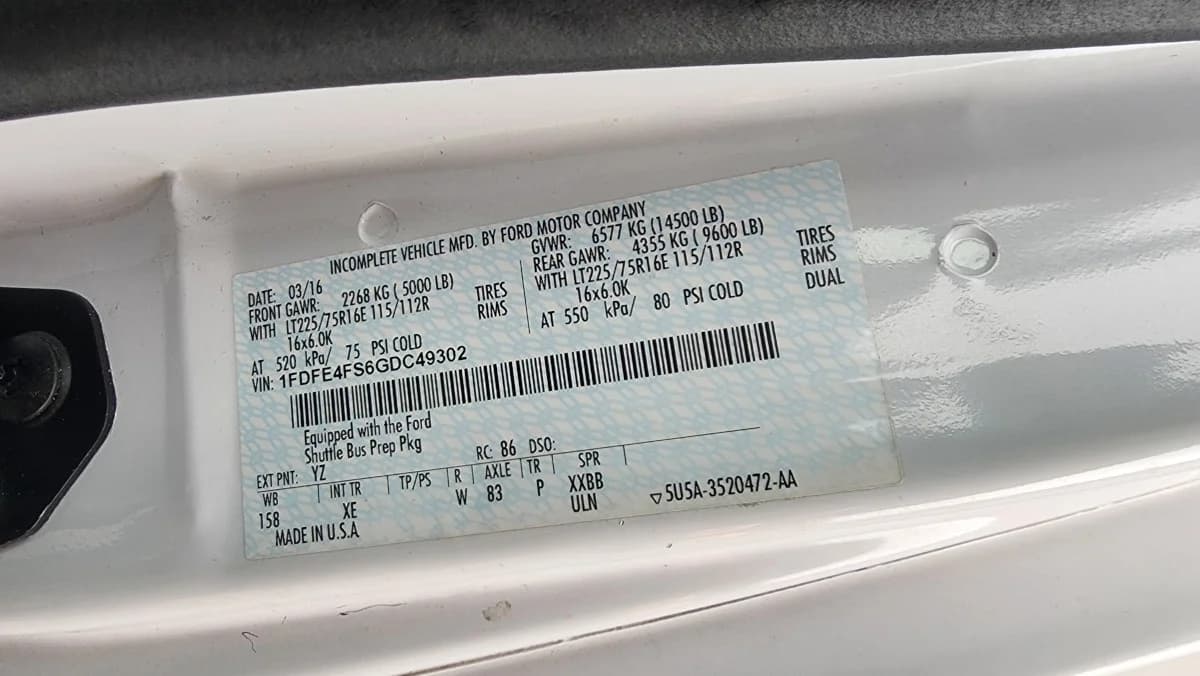 INCOMPLETE VEHICLE MFD. BY FORD MOTOR COMPANY
DATE: 03/16
FRONT GAWR: 2268 KG ( 5000 LB)
WITH LT225/75R16E 115/112R TIRES
16x6.0K RIMS
AT 520 kPa/ 75 PSI COLD
GVWR: 6577 KG (14500 LB)
REAR GAWR: 4355 KG ( 9600 LB)
WITH LT225/75R16E 115/112R TIRES
16x6.0K RIMS
AT 550 kPa/ 80 PSI COLD DUAL
VIN: 1FDFE4FS6GDC49302
Equipped with the Ford
Shuttle Bus Prep Pkg
EXT PNT: YZ RC: 86 DSO:
WB INT TR TP/PS R AXLE TR SPR
158 XE W 83 P XXBB
ULN
MADE IN U.S.A. ▽5U5A-3520472-AA